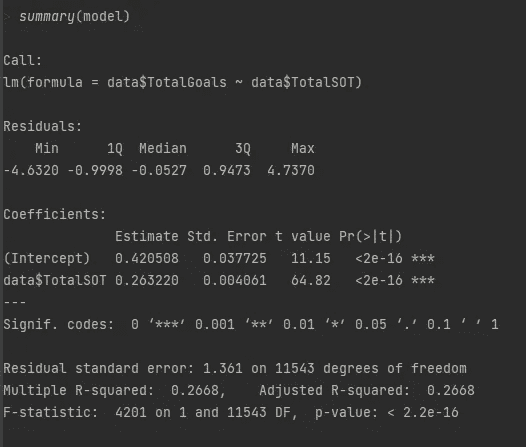 > summary(model)
Call:
lm(formula = data$TotalGoals ~ data$TotalSOT)
Residuals:
    Min      1Q  Median      3Q     Max
-4.6320 -0.9998 -0.0527  0.9473  4.7370
Coefficients:
              Estimate Std. Error t value Pr(>|t|)
(Intercept)   0.420508   0.037725   11.15   <2e-16 ***
data$TotalSOT 0.263220   0.004061   64.82   <2e-16 ***
---
Signif. codes:  0 ‘***’ 0.001 ‘**’ 0.01 ‘*’ 0.05 ‘.’ 0.1 ‘ ’ 1
Residual standard error: 1.361 on 11543 degrees of freedom
Multiple R-squared:  0.2668,    Adjusted R-squared:  0.2668
F-statistic:  4201 on 1 and 11543 DF,  p-value: < 2.2e-16